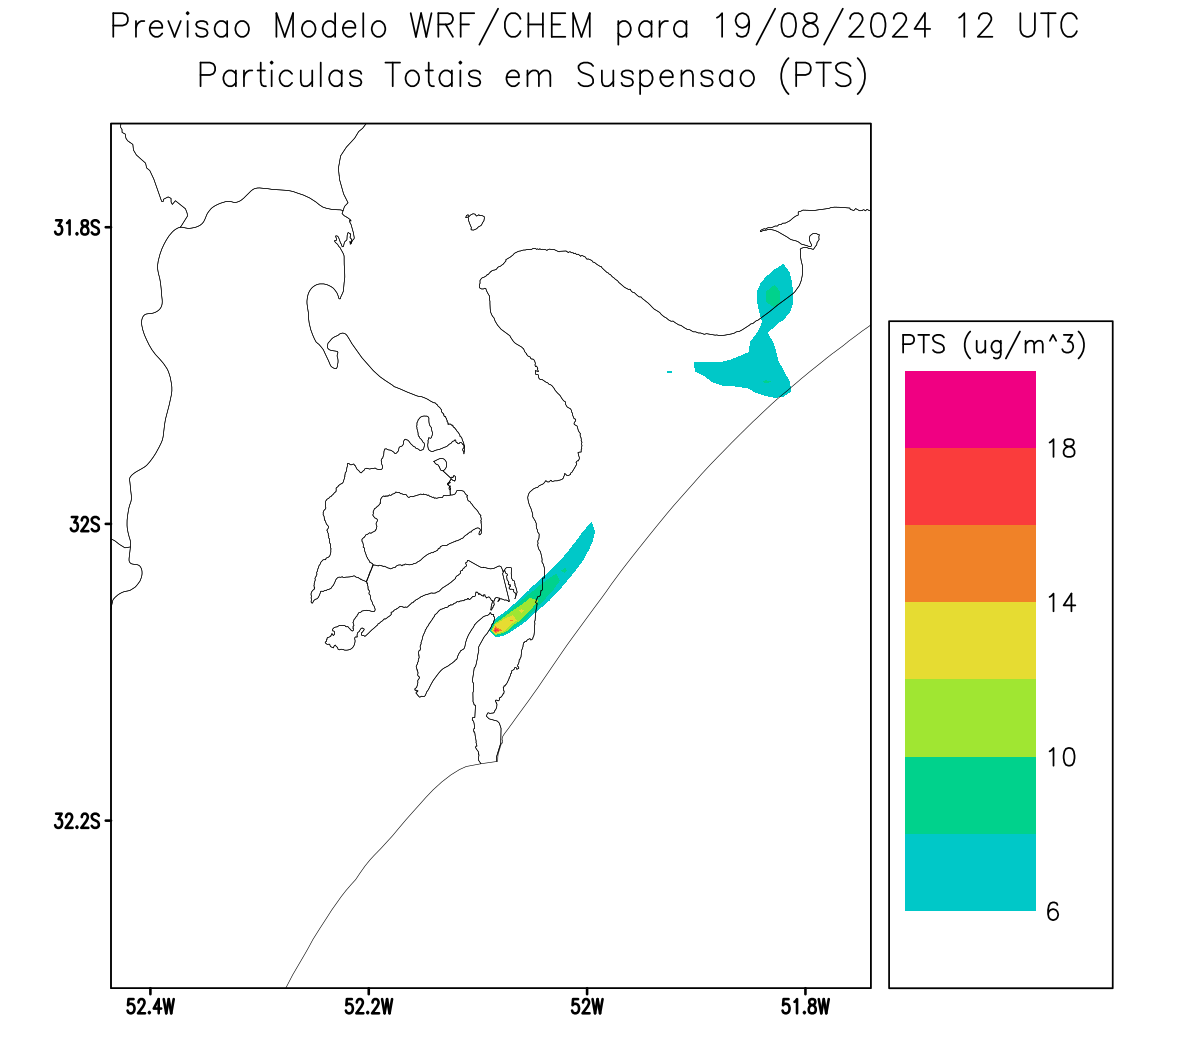 Previsao Modelo WRF/CHEM para 19/08/2024 12 UTC
Particulas Totais em Suspensao (PTS)
31.8S
32S
32.2S
52.4W
52.2W
52W
51.8W
PTS (ug/m^3)
18
14
10
6